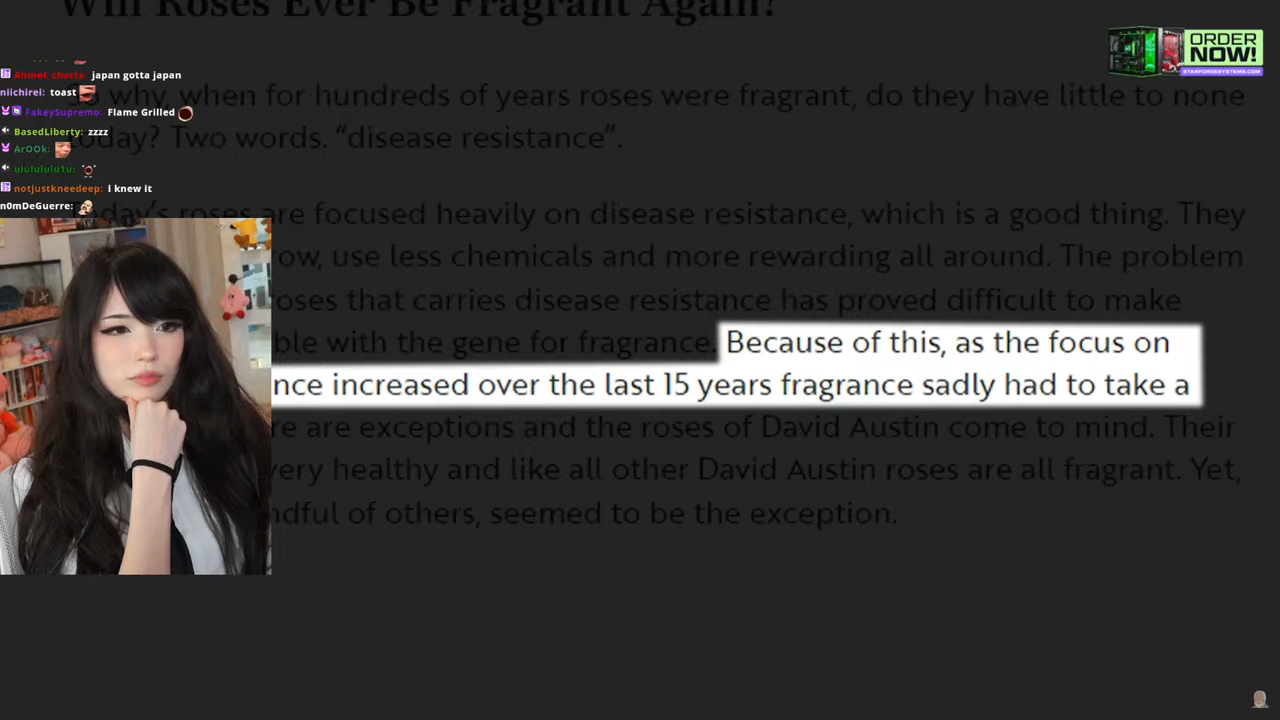 Will Roses Ever Be Fragrant Again?
ORDER
NOW!
STARFORGESYSTEMS.COM
Ahmet_sharts: japan gotta japan
niichirei: toast
FakeySupremo: Flame Grilled
BasedLiberty: zzzz
ArOOk:
ulululului1u:
notjustkneedeep: i knew it
n0mDeGuerre:
why, when for hundreds of years roses were fragrant, do they have little to none
today? Two words. “disease resistance”.
Today’s roses are focused heavily on disease resistance, which is a good thing. They
ow, use less chemicals and more rewarding all around. The problem
oses that carries disease resistance has proved difficult to make
ble with the gene for fragrance. Because of this, as the focus on
nce increased over the last 15 years fragrance sadly had to take a
re are exceptions and the roses of David Austin come to mind. Their
very healthy and like all other David Austin roses are all fragrant. Yet,
ndful of others, seemed to be the exception.